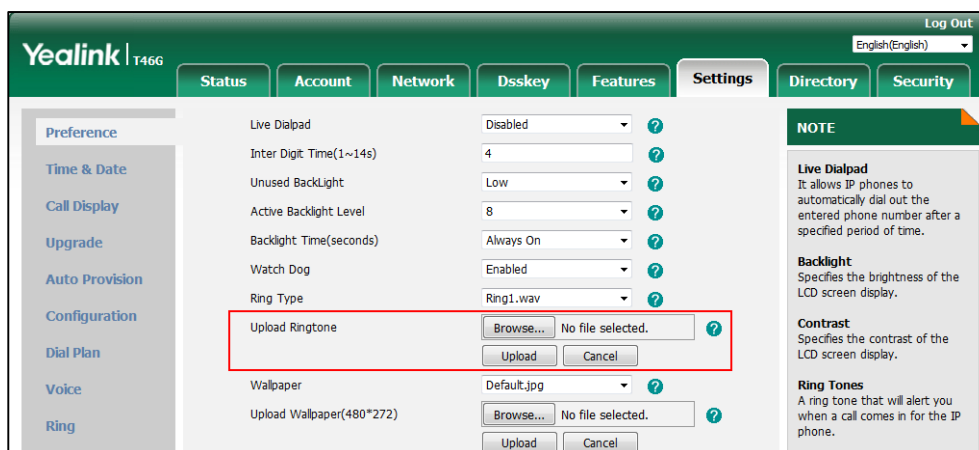 Log Out
Yealink T46G
English(English)
Status Account Network Dsskey Features Settings Directory Security
Preference
Time & Date
Call Display
Upgrade
Auto Provision
Configuration
Dial Plan
Voice
Ring
Live Dialpad Disabled ?
Inter Digit Time(1~14s) 4 ?
Unused BackLight Low ?
Active Backlight Level 8 ?
Backlight Time(seconds) Always On ?
Watch Dog Enabled ?
Ring Type Ring1.wav ?
Upload Ringtone Browse... No file selected. ?
Upload Cancel
Wallpaper Default.jpg ?
Upload Wallpaper(480*272) Browse... No file selected. ?
Upload Cancel
NOTE
Live Dialpad
It allows IP phones to
automatically dial out the
entered phone number after a
specified period of time.
Backlight
Specifies the brightness of the
LCD screen display.
Contrast
Specifies the contrast of the
LCD screen display.
Ring Tones
A ring tone that will alert you
when a call comes in for the IP
phone.